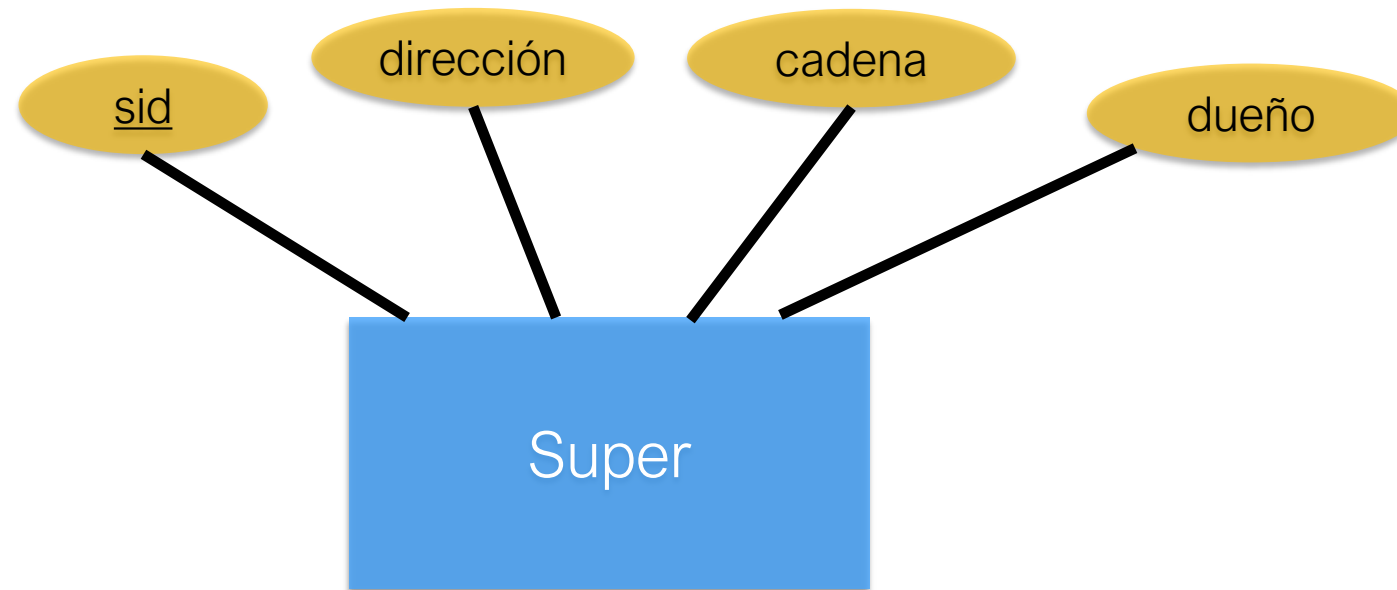 sid
dirección
cadena
dueño
Super